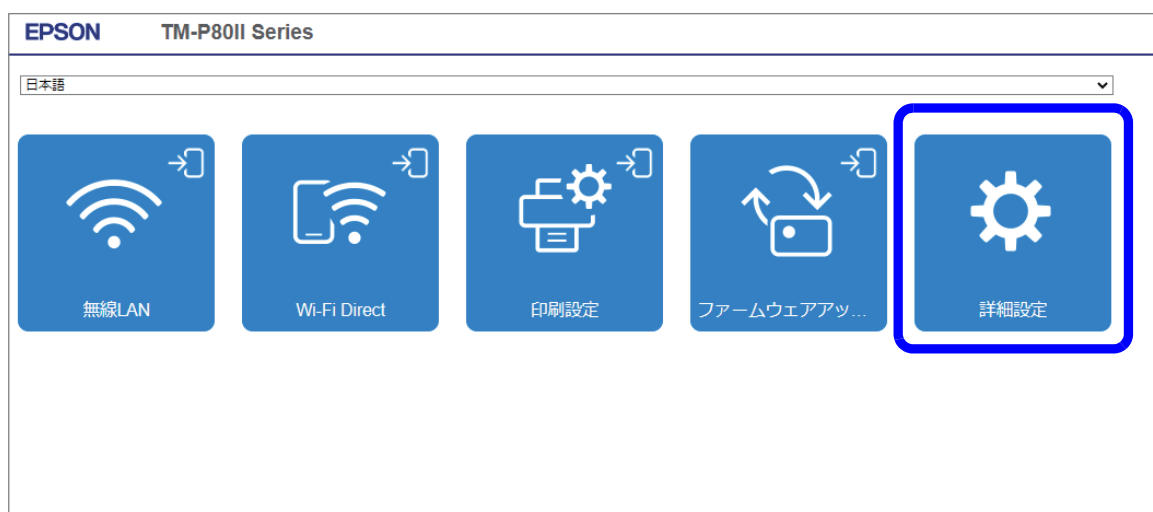 EPSON TM-P80II Series
日本語
無線LAN
Wi-Fi Direct
印刷設定
ファームウェアアッ...
詳細設定